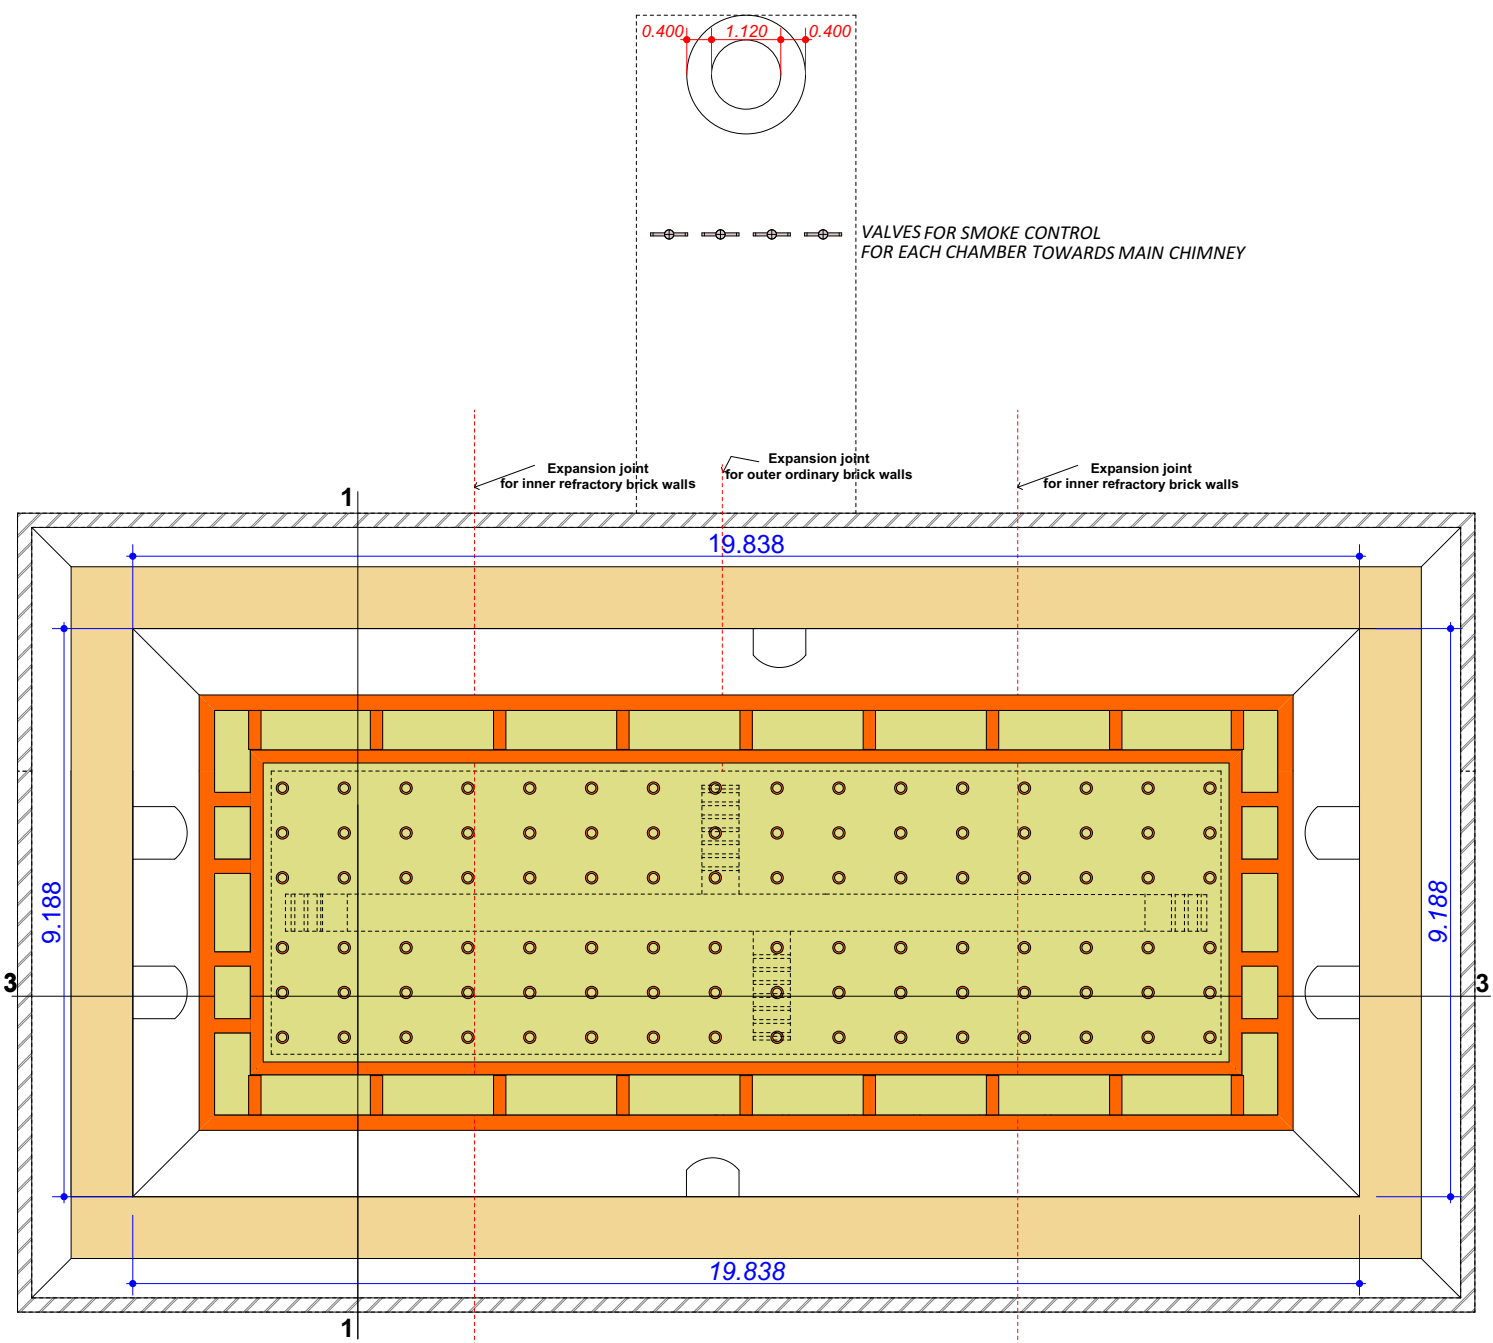 0.400 1.120 0.400
VALVES FOR SMOKE CONTROL
FOR EACH CHAMBER TOWARDS MAIN CHIMNEY
Expansion joint
for inner refractory brick walls
Expansion joint
for outer ordinary brick walls
Expansion joint
for inner refractory brick walls
1
19.838
9.188
9.188
3
3
19.838
1